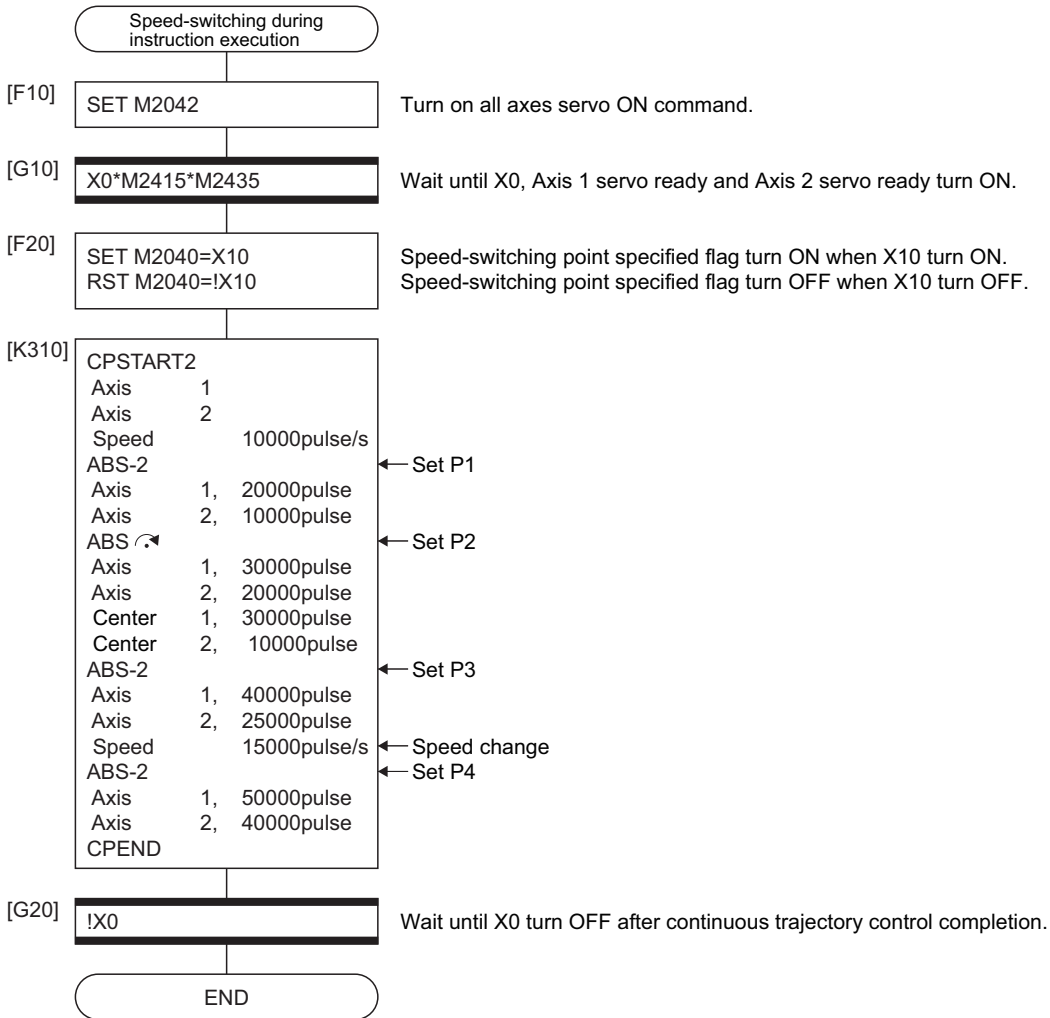 Speed-switching during
instruction execution
[F10]
SET M2042
Turn on all axes servo ON command.
[G10]
X0*M2415*M2435
Wait until X0, Axis 1 servo ready and Axis 2 servo ready turn ON.
[F20]
SET M2040=X10
Speed-switching point specified flag turn ON when X10 turn ON.
RST M2040=!X10
Speed-switching point specified flag turn OFF when X10 turn OFF.
[K310]
CPSTART2
Axis 1
Axis 2
Speed 10000pulse/s
ABS-2 Set P1
Axis 1, 20000pulse
Axis 2, 10000pulse
ABS Set P2
Axis 1, 30000pulse
Axis 2, 20000pulse
Center 1, 30000pulse
Center 2, 10000pulse
ABS-2 Set P3
Axis 1, 40000pulse
Axis 2, 25000pulse
Speed 15000pulse/s Speed change
ABS-2 Set P4
Axis 1, 50000pulse
Axis 2, 40000pulse
CPEND
[G20]
!X0
Wait until X0 turn OFF after continuous trajectory control completion.
END